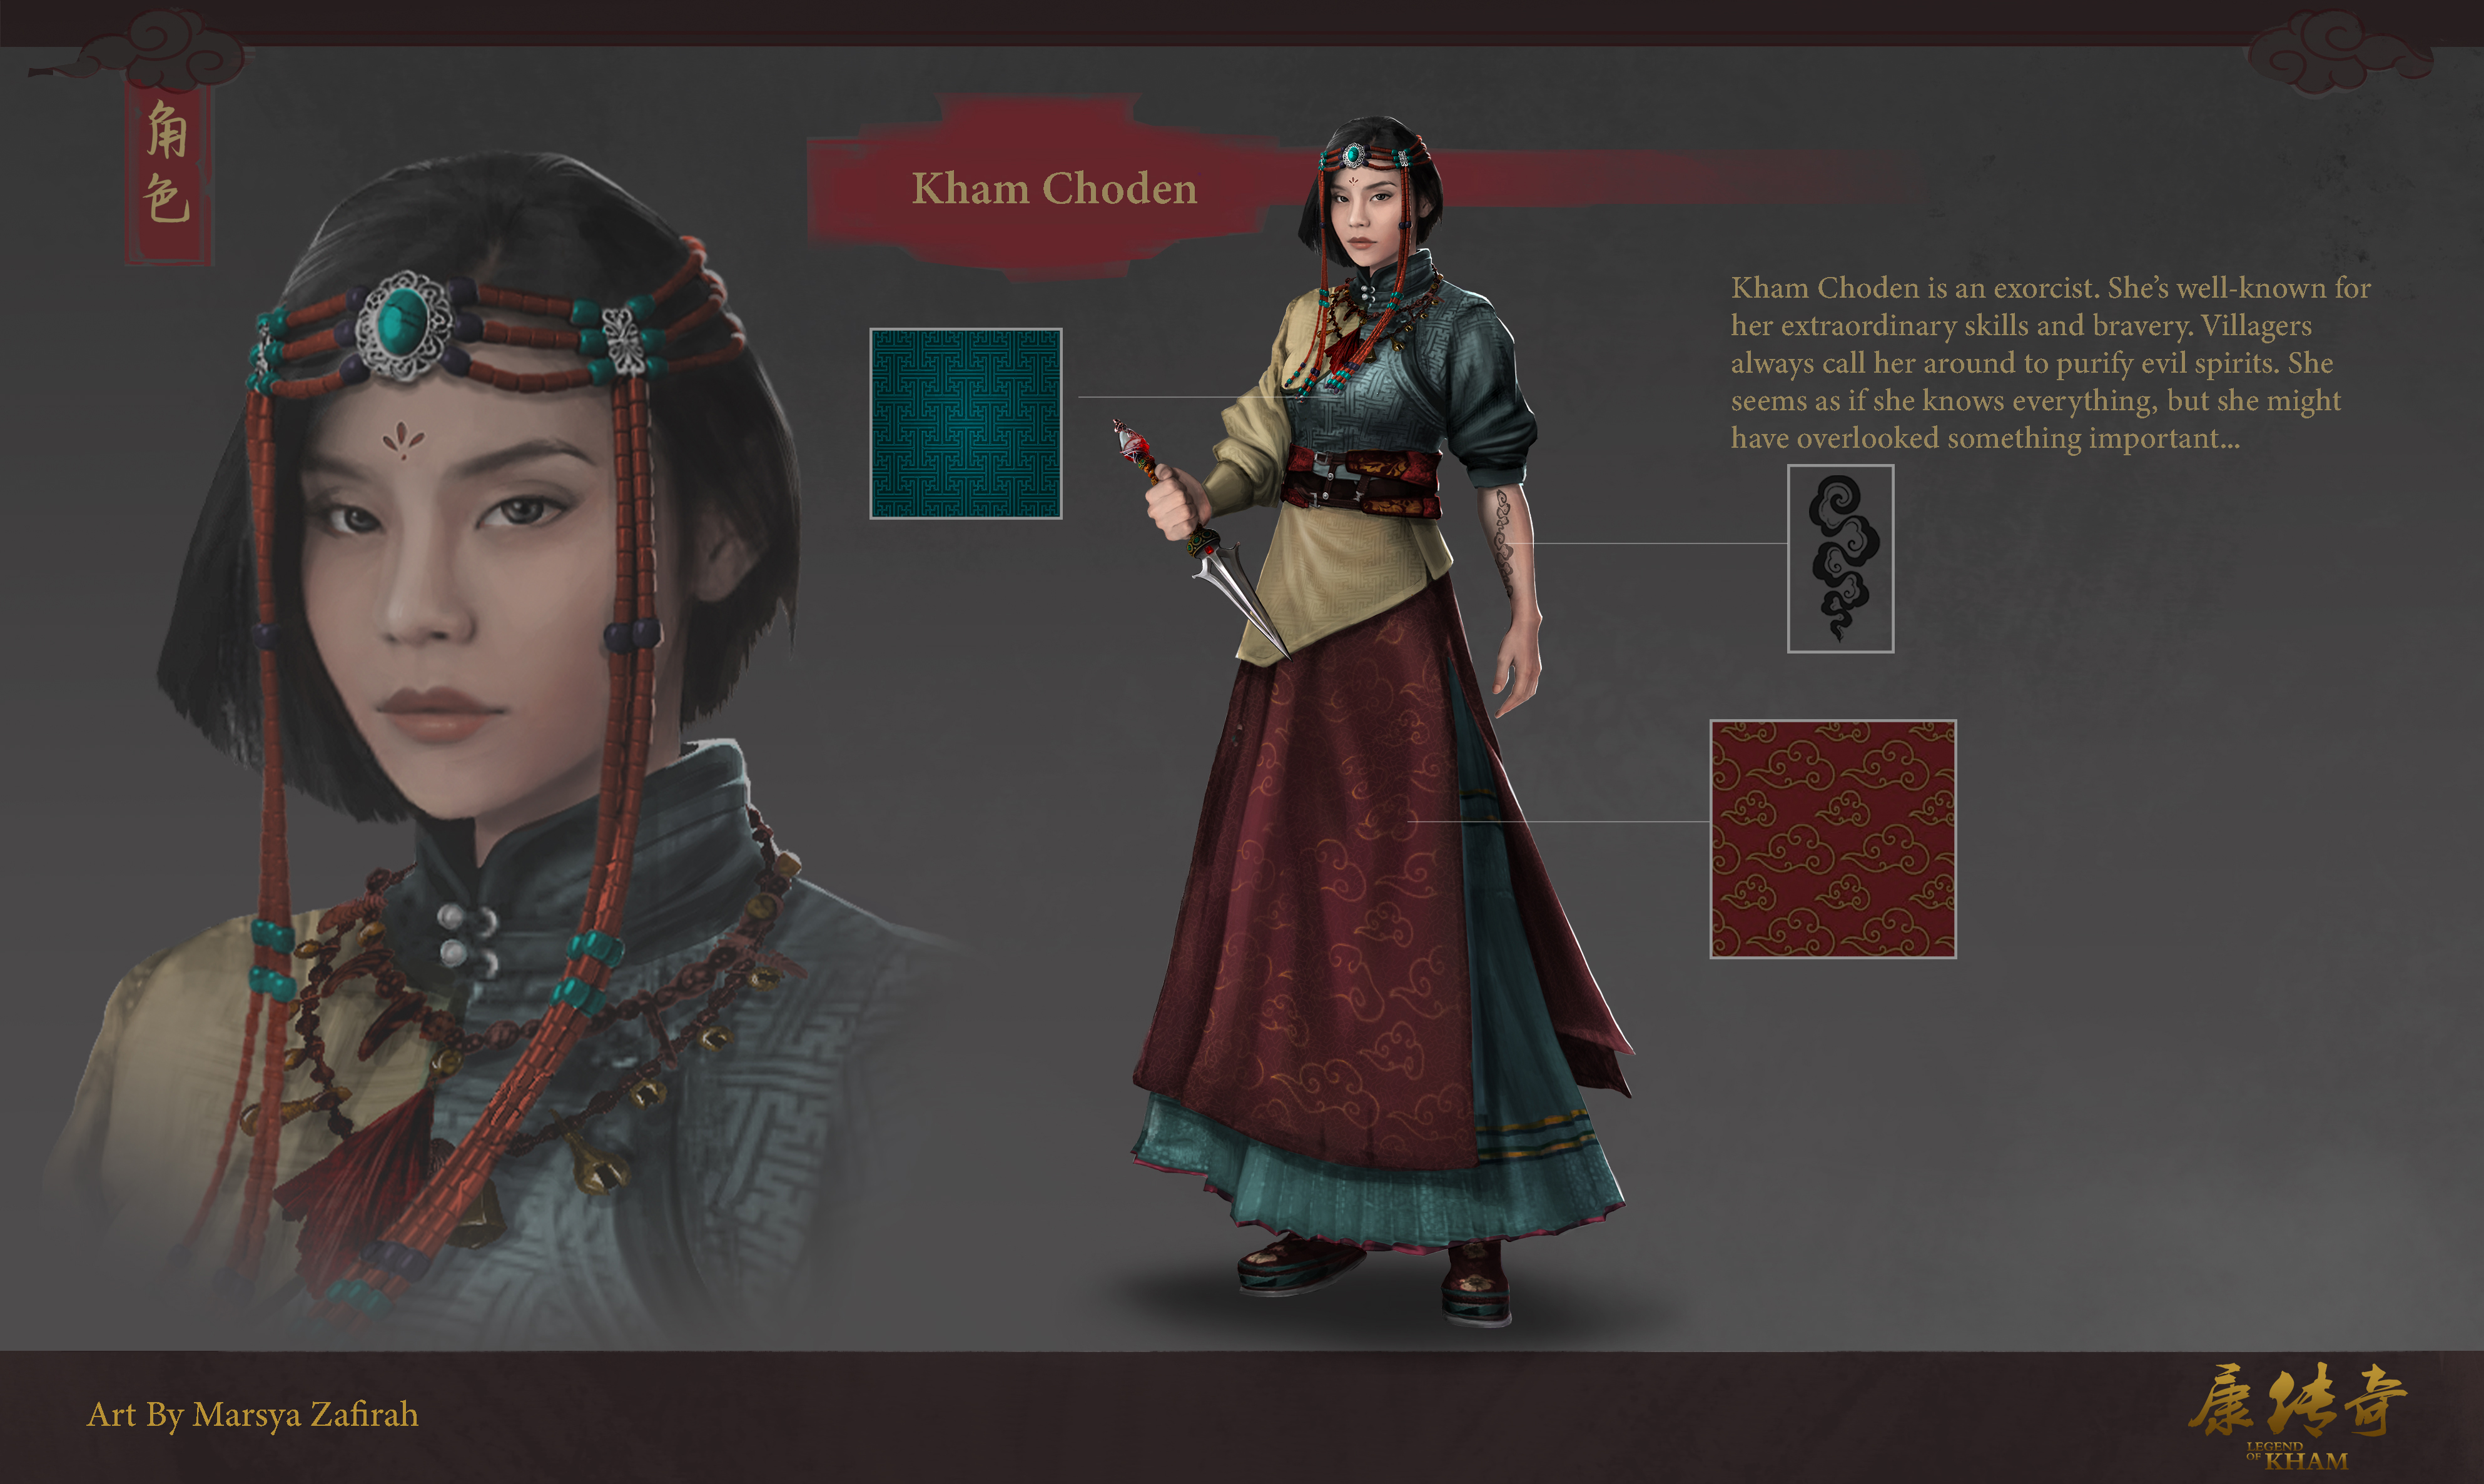 角
色
Kham Choden
Kham Choden is an exorcist. She’s well-known for
her extraordinary skills and bravery. Villagers
always call her around to purify evil spirits. She
seems as if she knows everything, but she might
have overlooked something important...
Art By Marsya Zafirah
康传奇
LEGEND
OF KHAM